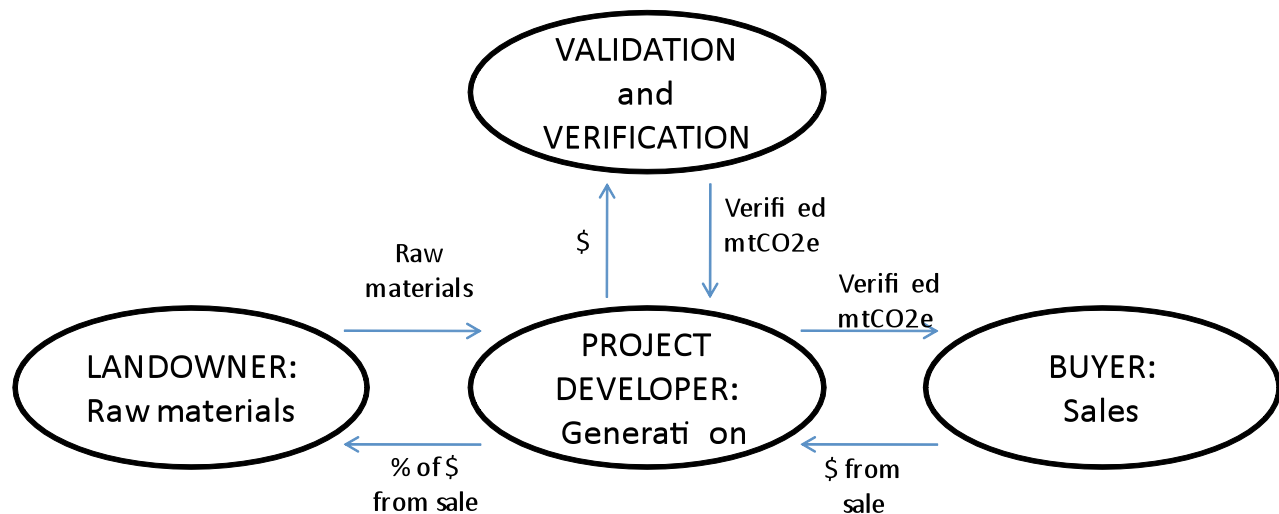 VALIDATION
and
VERIFICATION
$
Verifi ed
mtCO2e
Raw
materials
Verifi ed
mtCO2e
LANDOWNER:
Raw materials
PROJECT
DEVELOPER:
Generati on
BUYER:
Sales
% of $
from sale
$ from
sale